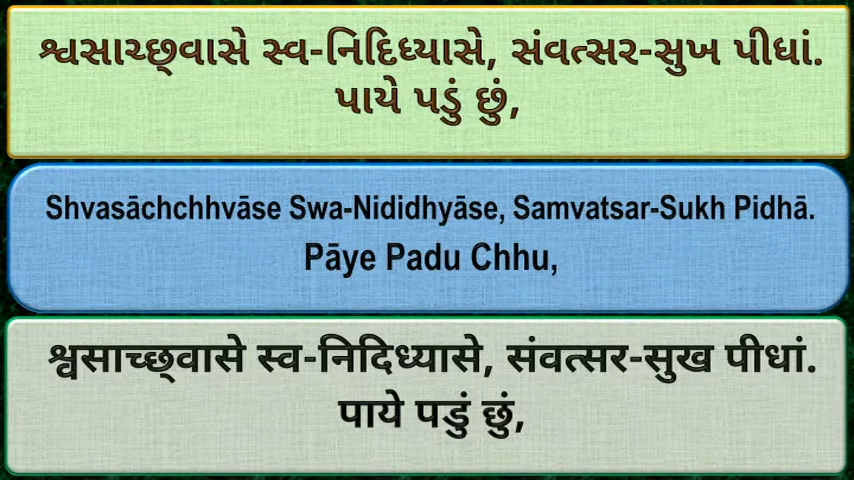 શ્વસાચ્છ્વાસે સ્વ-નિદિધ્યાસે, સંવત્સર-સુખ પીધાં.
પાયે પડું છું,
Shvasāchchhvāse Swa-Nididhyāse, Samvatsar-Sukh Pidhā.
Pāye Padu Chhu,
श्वसाच्छ्वासे स्व-निदिध्यासे, संवत्सर-सुख पीधां.
पाये पडुं छुं,